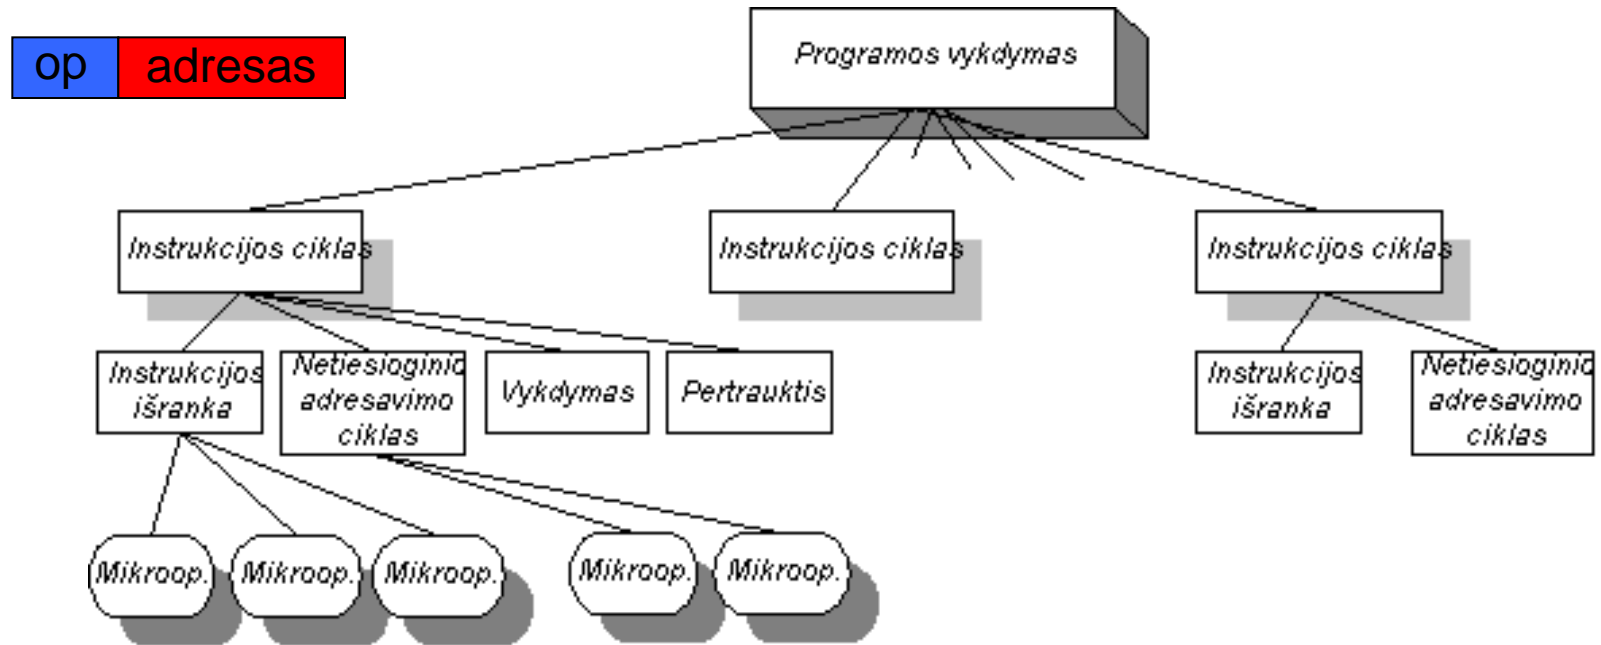 op adresas
Programos vykdymas
Instrukcijos ciklas
Instrukcijos ciklas
Instrukcijos ciklas
Instrukcijos
išranka
Netiesioginio
adresavimo
ciklas
Vykdymas
Pertrauktis
Instrukcijos
išranka
Netiesioginio
adresavimo
ciklas
Mikroop.
Mikroop.
Mikroop.
Mikroop.
Mikroop.